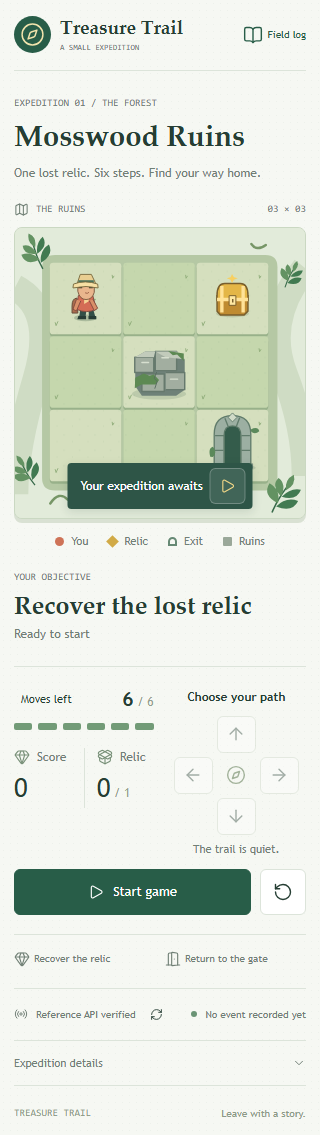 Treasure Trail
A SMALL EXPEDITION
Field log
EXPEDITION 01 / THE FOREST
Mosswood Ruins
One lost relic. Six steps. Find your way home.
THE RUINS
03 × 03
Your expedition awaits
You
Relic
Exit
Ruins
YOUR OBJECTIVE
Recover the lost relic
Ready to start
Moves left
6 / 6
Score
0
Relic
0 / 1
Choose your path
The trail is quiet.
Start game
Recover the relic
Return to the gate
Reference API verified
No event recorded yet
Expedition details
TREASURE TRAIL
Leave with a story.